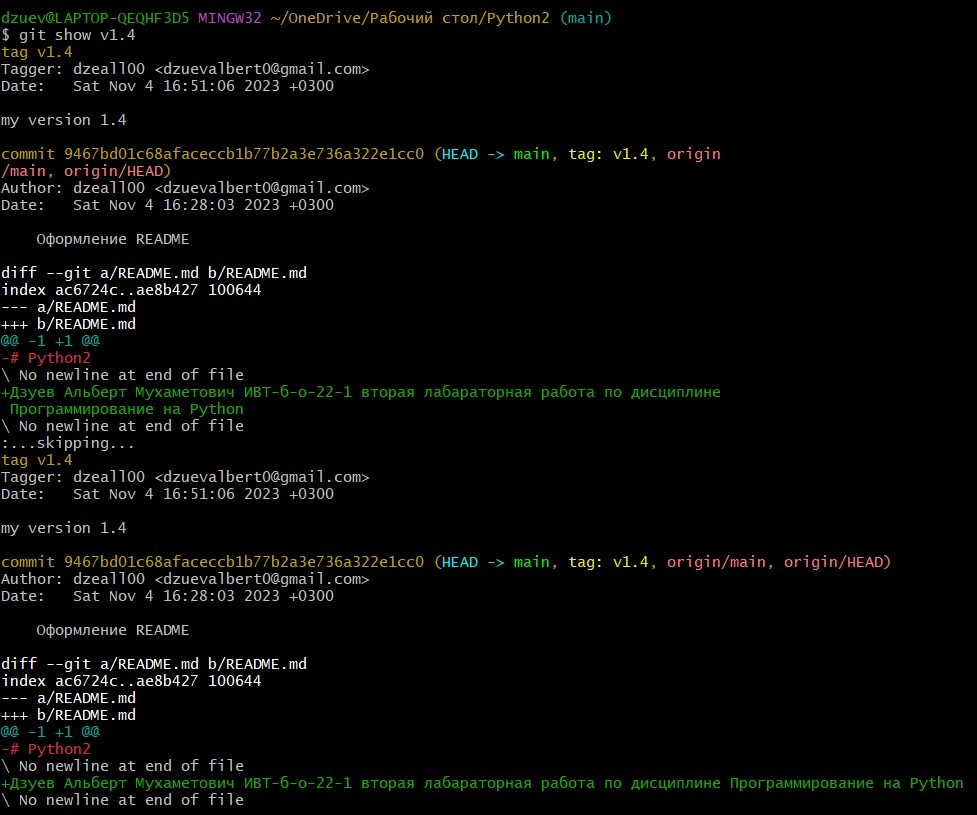 dzuev@LAPTOP-QEQHF3D5 MINGW32 ~/OneDrive/Рабочий стол/Python2 (main)
$ git show v1.4
tag v1.4
Tagger: dzeall00 <dzuevalbert0@gmail.com>
Date:   Sat Nov 4 16:51:06 2023 +0300

my version 1.4

commit 9467bd01c68afaceccb1b77b2a3e736a322e1cc0 (HEAD -> main, tag: v1.4, origin
/main, origin/HEAD)
Author: dzeall00 <dzuevalbert0@gmail.com>
Date:   Sat Nov 4 16:28:03 2023 +0300

    Оформление README

diff --git a/README.md b/README.md
index ac6724c..ae8b427 100644
--- a/README.md
+++ b/README.md
@@ -1 +1 @@
-# Python2
\ No newline at end of file
+Дзуев Альберт Мухаметович ИВТ-б-о-22-1 вторая лабараторная работа по дисциплине
 Программирование на Python
\ No newline at end of file
:...skipping...
tag v1.4
Tagger: dzeall00 <dzuevalbert0@gmail.com>
Date:   Sat Nov 4 16:51:06 2023 +0300

my version 1.4

commit 9467bd01c68afaceccb1b77b2a3e736a322e1cc0 (HEAD -> main, tag: v1.4, origin/main, origin/HEAD)
Author: dzeall00 <dzuevalbert0@gmail.com>
Date:   Sat Nov 4 16:28:03 2023 +0300

    Оформление README

diff --git a/README.md b/README.md
index ac6724c..ae8b427 100644
--- a/README.md
+++ b/README.md
@@ -1 +1 @@
-# Python2
\ No newline at end of file
+Дзуев Альберт Мухаметович ИВТ-б-о-22-1 вторая лабараторная работа по дисциплине Программирование на Python
\ No newline at end of file